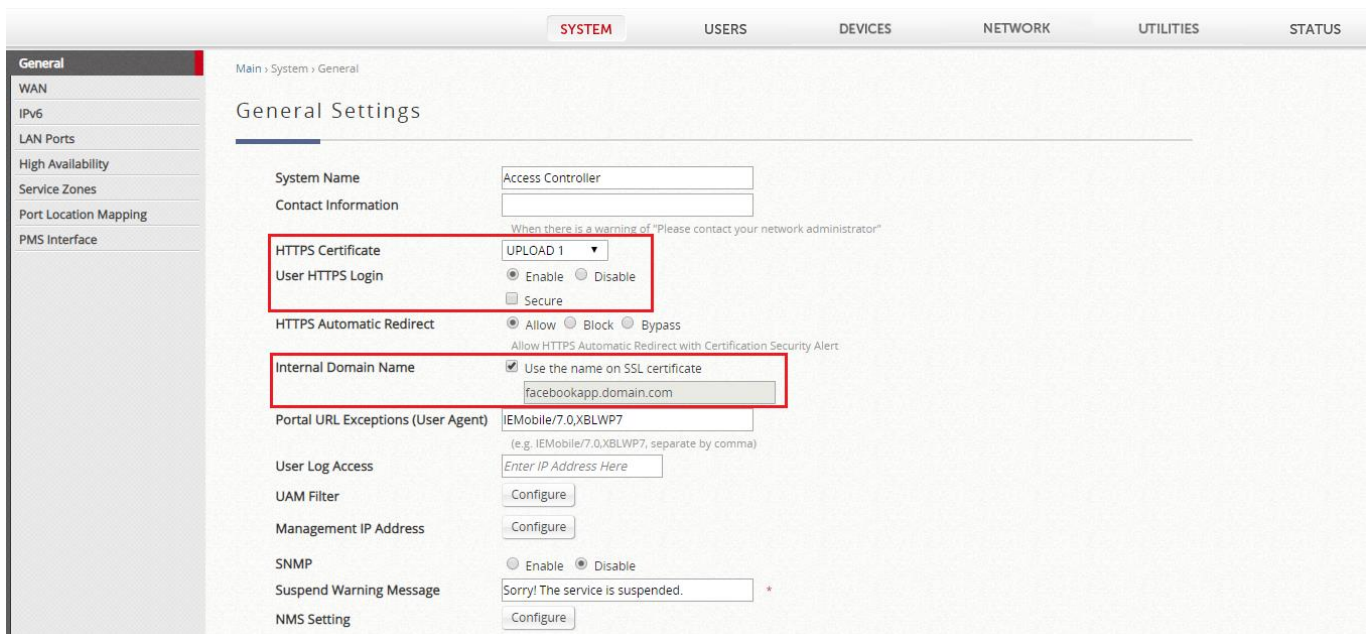 SYSTEM USERS DEVICES NETWORK UTILITIES STATUS
General
WAN
IPv6
LAN Ports
High Availability
Service Zones
Port Location Mapping
PMS Interface
Main › System › General
General Settings
System Name Access Controller
Contact Information
When there is a warning of "Please contact your network administrator"
HTTPS Certificate UPLOAD 1
User HTTPS Login Enable Disable
Secure
HTTPS Automatic Redirect Allow Block Bypass
Allow HTTPS Automatic Redirect with Certification Security Alert
Internal Domain Name Use the name on SSL certificate
facebookapp.domain.com
Portal URL Exceptions (User Agent) IEMobile/7.0,XBLWP7
(e.g. IEMobile/7.0,XBLWP7, separate by comma)
User Log Access Enter IP Address Here
UAM Filter Configure
Management IP Address Configure
SNMP Enable Disable
Suspend Warning Message Sorry! The service is suspended. *
NMS Setting Configure